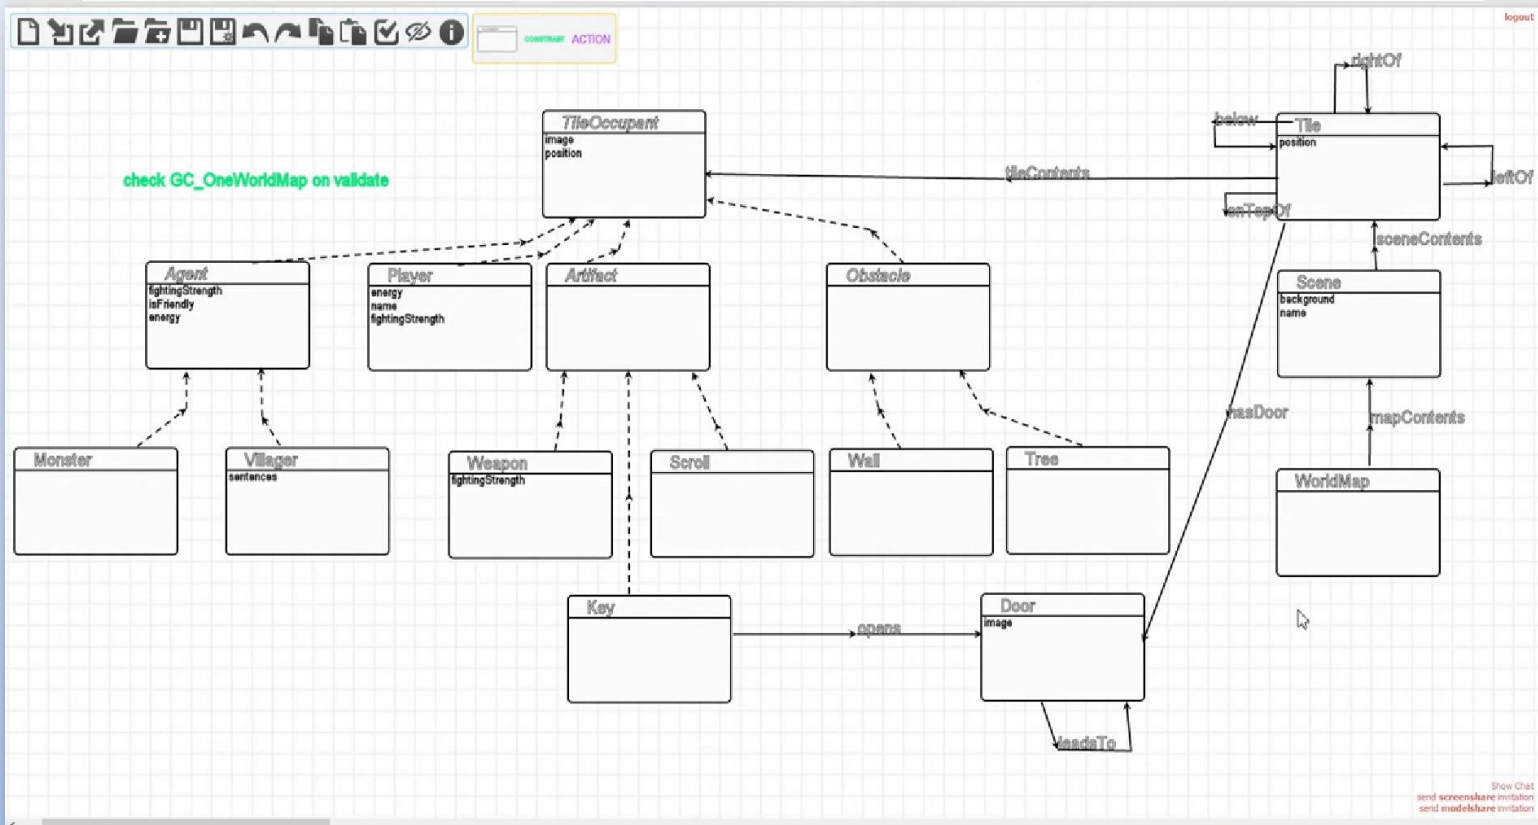 logout
CONSTRAINT ACTION
rightOf
TileOccupant
image
position
below
Tile
position
check GC_OneWorldMap on validate
tileContents
leftOf
onTopOf
sceneContents
Agent
fightingStrength
isFriendly
energy
Player
energy
name
fightingStrength
Artifact
Obstacle
Scene
background
name
hasDoor
mapContents
Monster
Villager
sentences
Weapon
fightingStrength
Scroll
Wall
Tree
WorldMap
Key
opens
Door
image
leadsTo
Show Chat
send screenshare invitation
send modelshare invitation